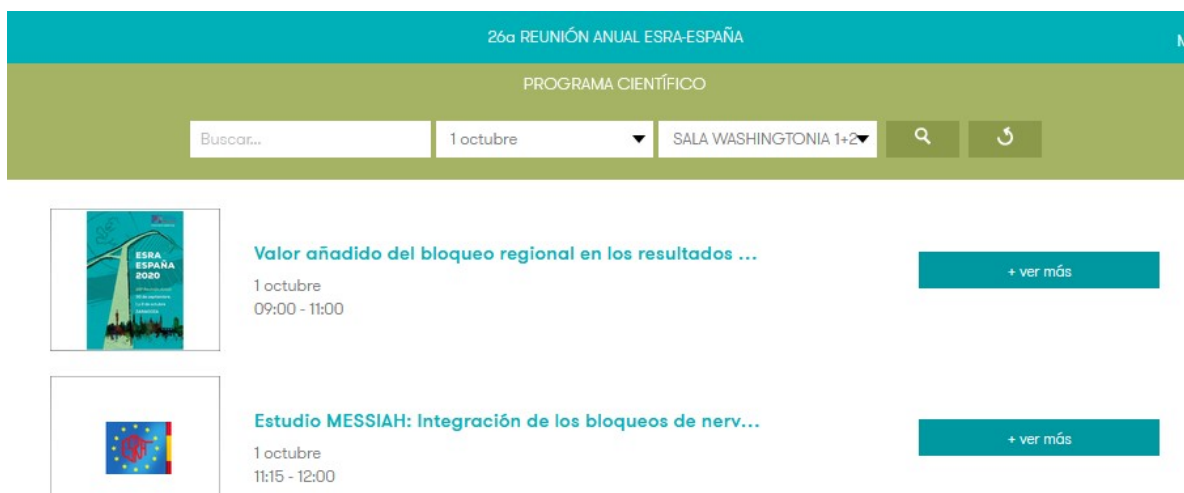 26a REUNIÓN ANUAL ESRA-ESPAÑA
PROGRAMA CIENTÍFICO
Buscar...
1 octubre
SALA WASHINGTONIA 1+2
ESRA
ESPAÑA
2020
Valor añadido del bloqueo regional en los resultados ...
1 octubre
09:00 - 11:00
+ ver más
ESRA
Estudio MESSIAH: Integración de los bloqueos de nerv...
1 octubre
11:15 - 12:00
+ ver más